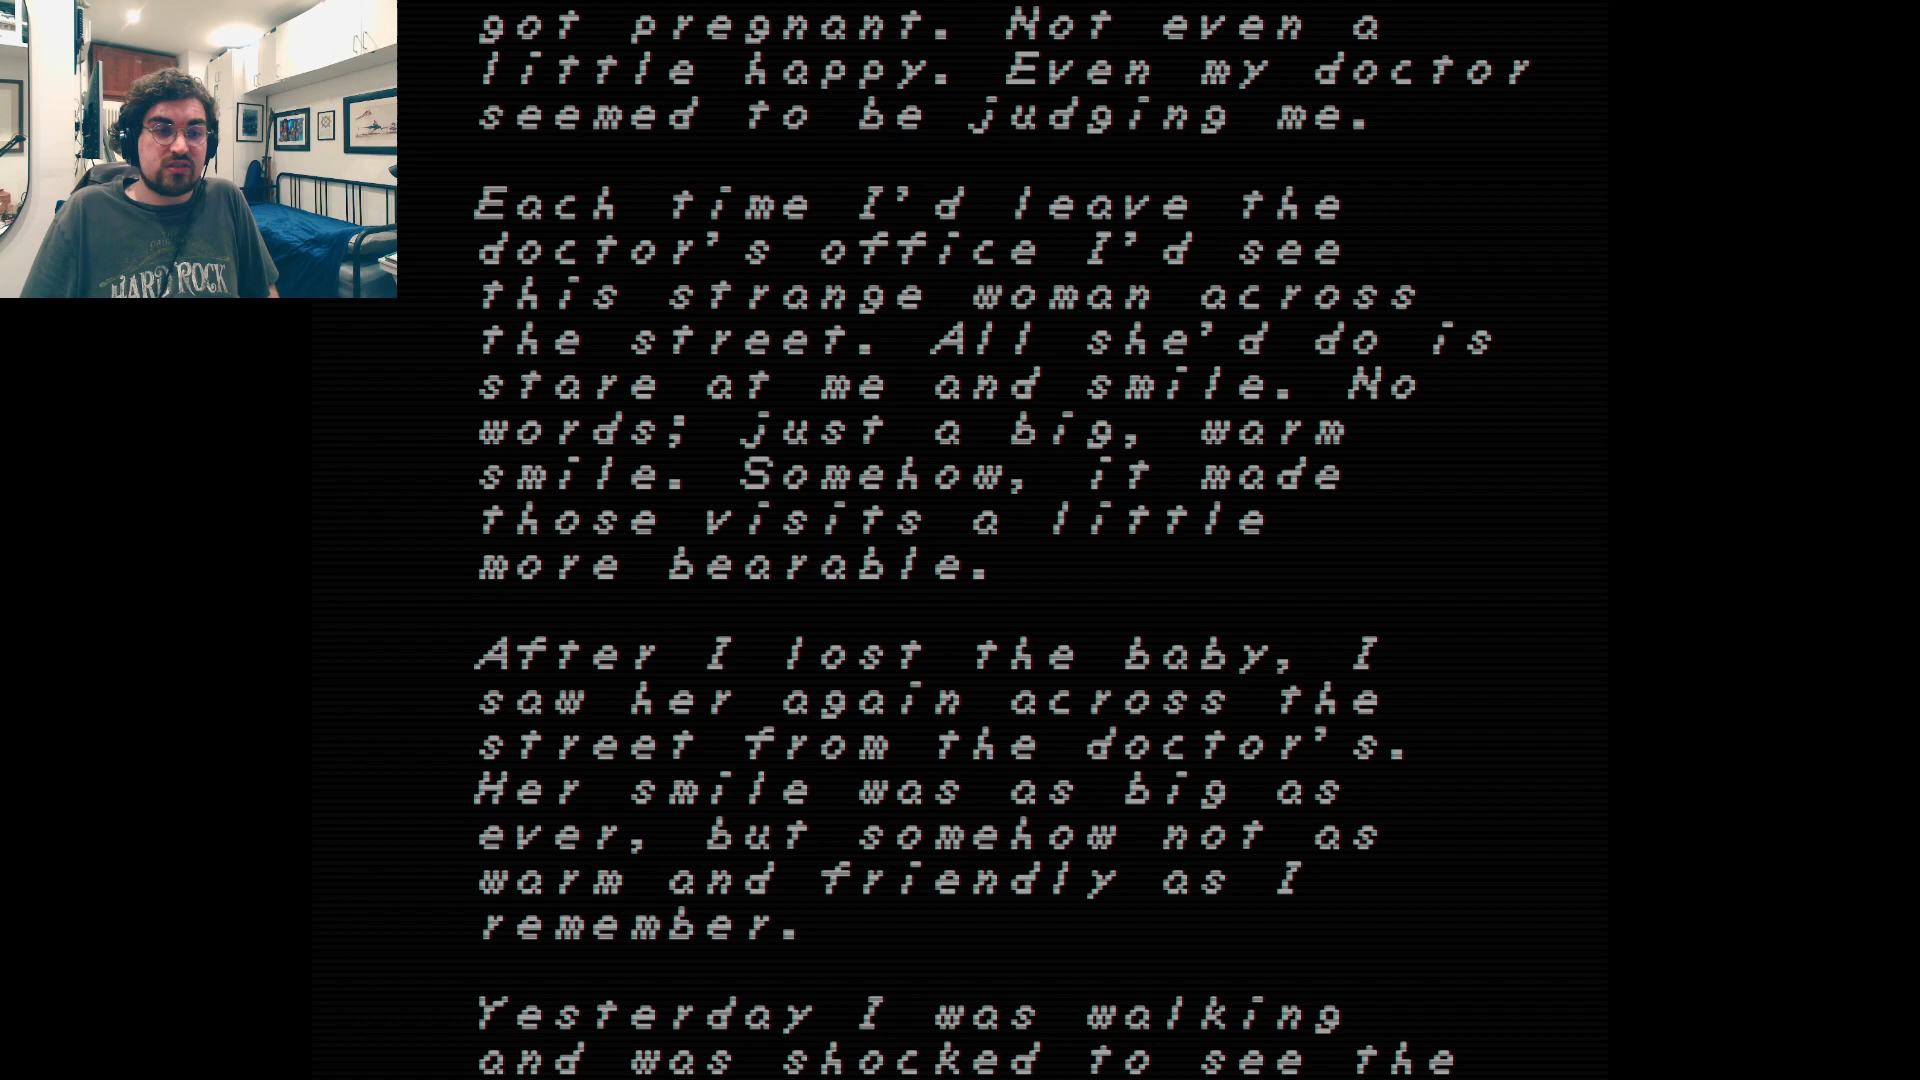 got pregnant. Not even a
little happy. Even my doctor
seemed to be judging me.
Each time I'd leave the
doctor's office I'd see
this strange woman across
the street. All she'd do is
stare at me and smile. No
words; just a big, warm
smile. Somehow, it made
those visits a little
more bearable.
After I lost the baby, I
saw her again across the
street from the doctor's.
Her smile was as big as
ever, but somehow not as
warm and friendly as I
remember.
Yesterday I was walking
and was shocked to see the
HARD ROCK